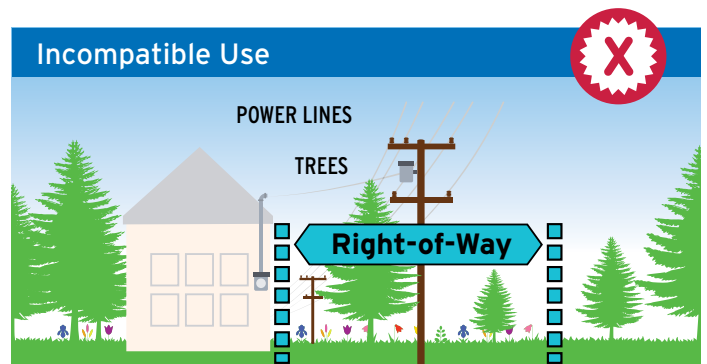 Incompatible Use
X
POWER LINES
TREES
Right-of-Way